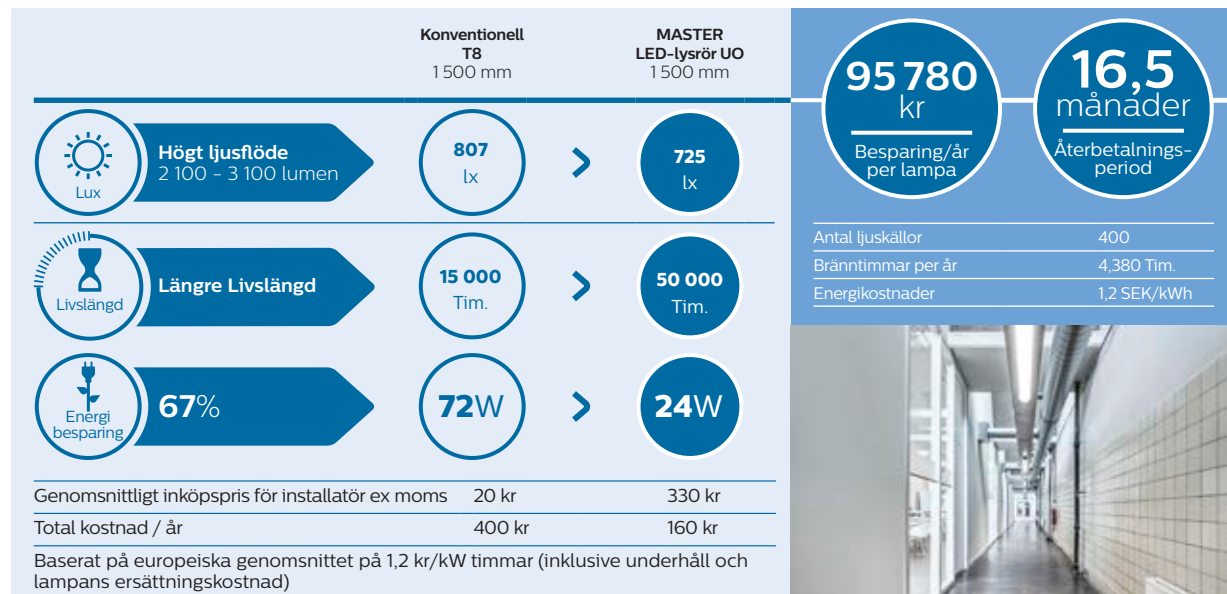 Konventionell
T8
1 500 mm
MASTER
LED-lysrör UO
1 500 mm
Lux
Högt ljusflöde
2 100 - 3 100 lumen
807
lx
>
725
lx
Livslängd
Längre Livslängd
15 000
Tim.
>
50 000
Tim.
Energi
besparing
67%
72W
>
24W
Genomsnittligt inköpspris för installatör ex moms 20 kr 330 kr
Total kostnad / år 400 kr 160 kr
Baserat på europeiska genomsnittet på 1,2 kr/kW timmar (inklusive underhåll och
lampans ersättningskostnad)
95 780
kr
Besparing/år
per lampa
16,5
månader
Återbetalnings-
period
Antal ljuskällor 400
Bränntimmar per år 4,380 Tim.
Energikostnader 1,2 SEK/kWh